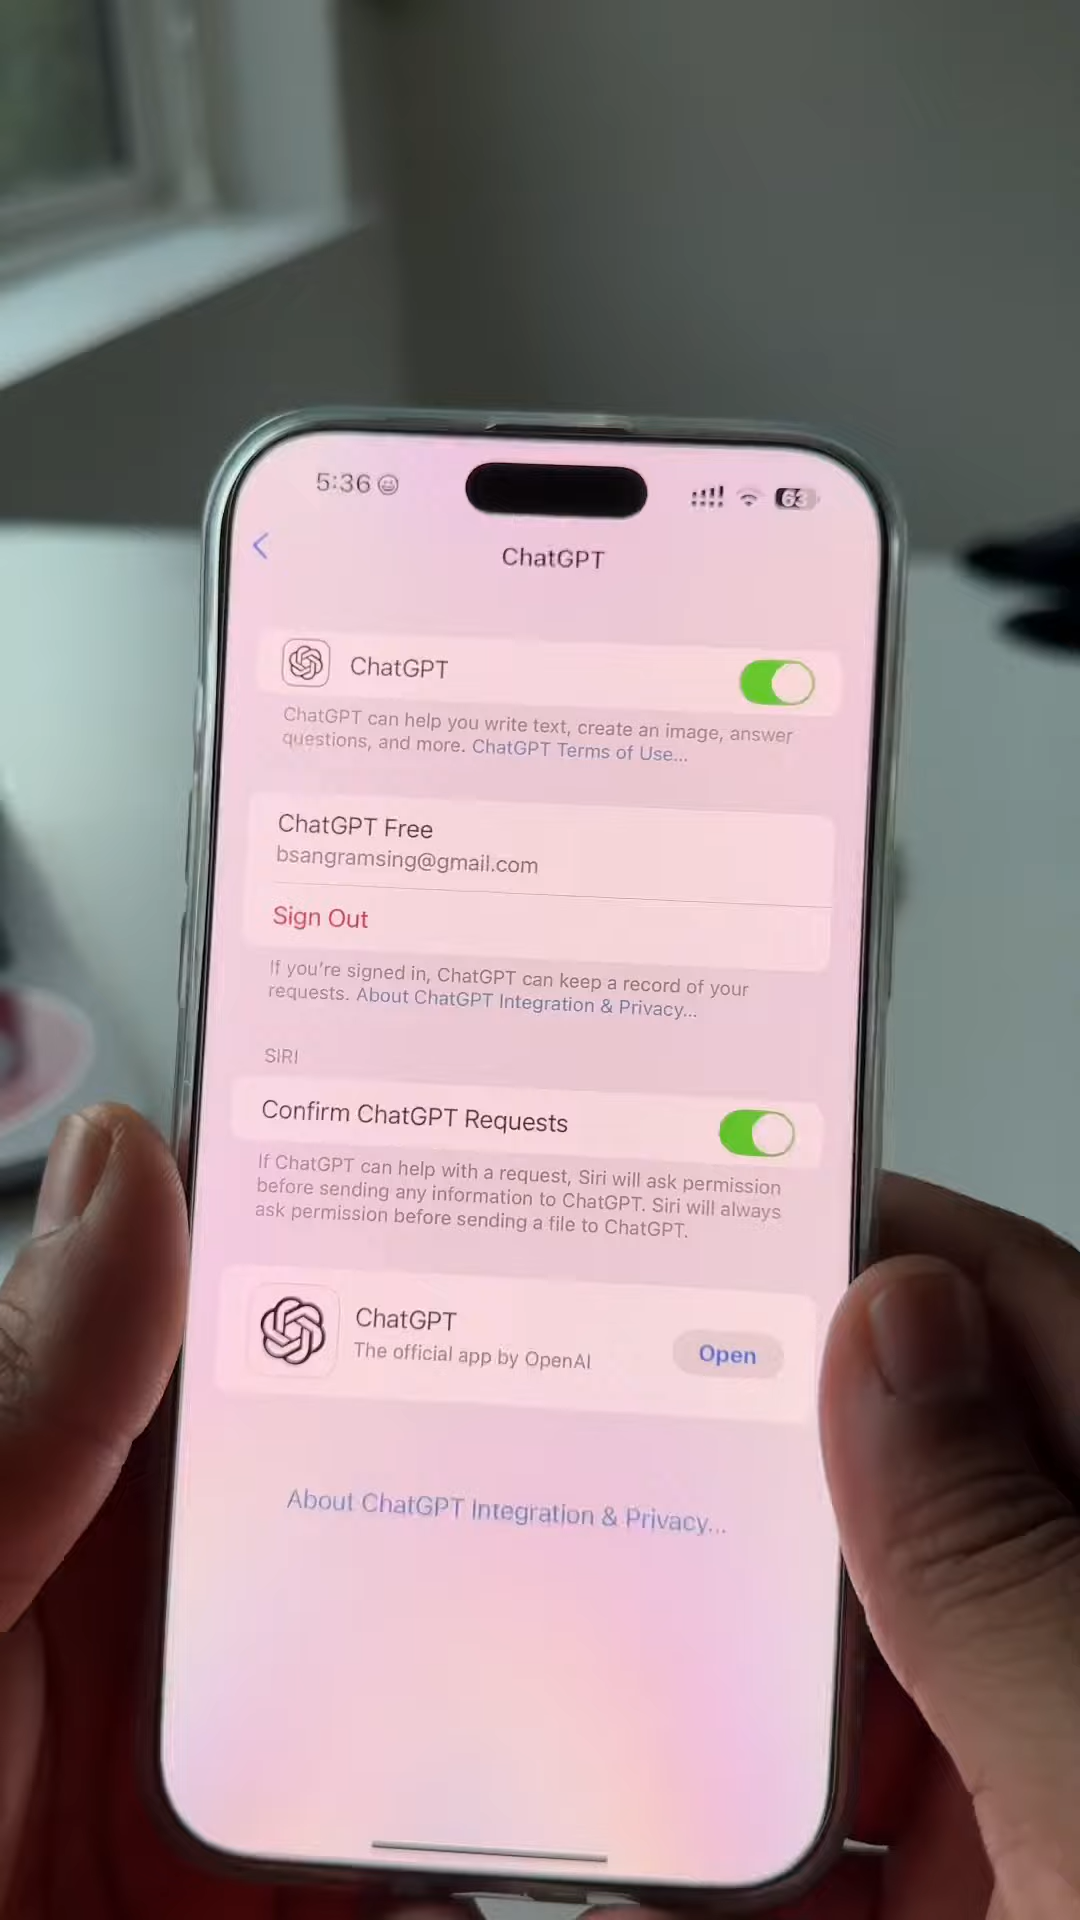 5:36
63
ChatGPT
ChatGPT
ChatGPT can help you write text, create an image, answer
questions, and more. ChatGPT Terms of Use...
ChatGPT Free
bsangramsing@gmail.com
Sign Out
If you're signed in, ChatGPT can keep a record of your
requests. About ChatGPT Integration & Privacy...
SIRI
Confirm ChatGPT Requests
If ChatGPT can help with a request, Siri will ask permission
before sending any information to ChatGPT. Siri will always
ask permission before sending a file to ChatGPT.
ChatGPT
The official app by OpenAI
Open
About ChatGPT Integration & Privacy...